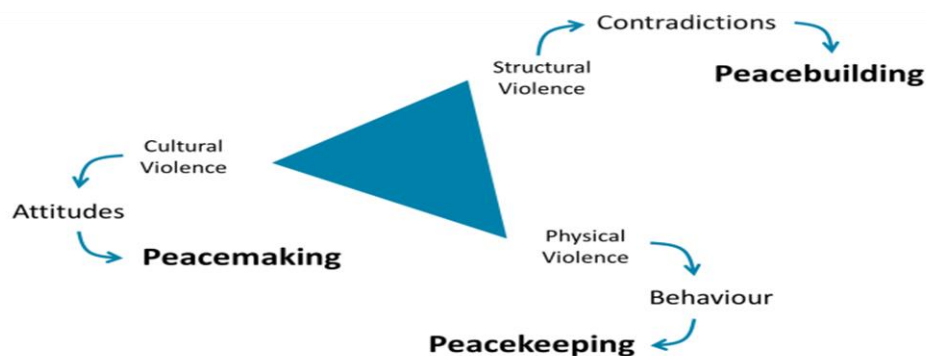 Contradictions
Structural
Violence
Peacebuilding
Cultural
Violence
Attitudes
Peacemaking
Physical
Violence
Behaviour
Peacekeeping